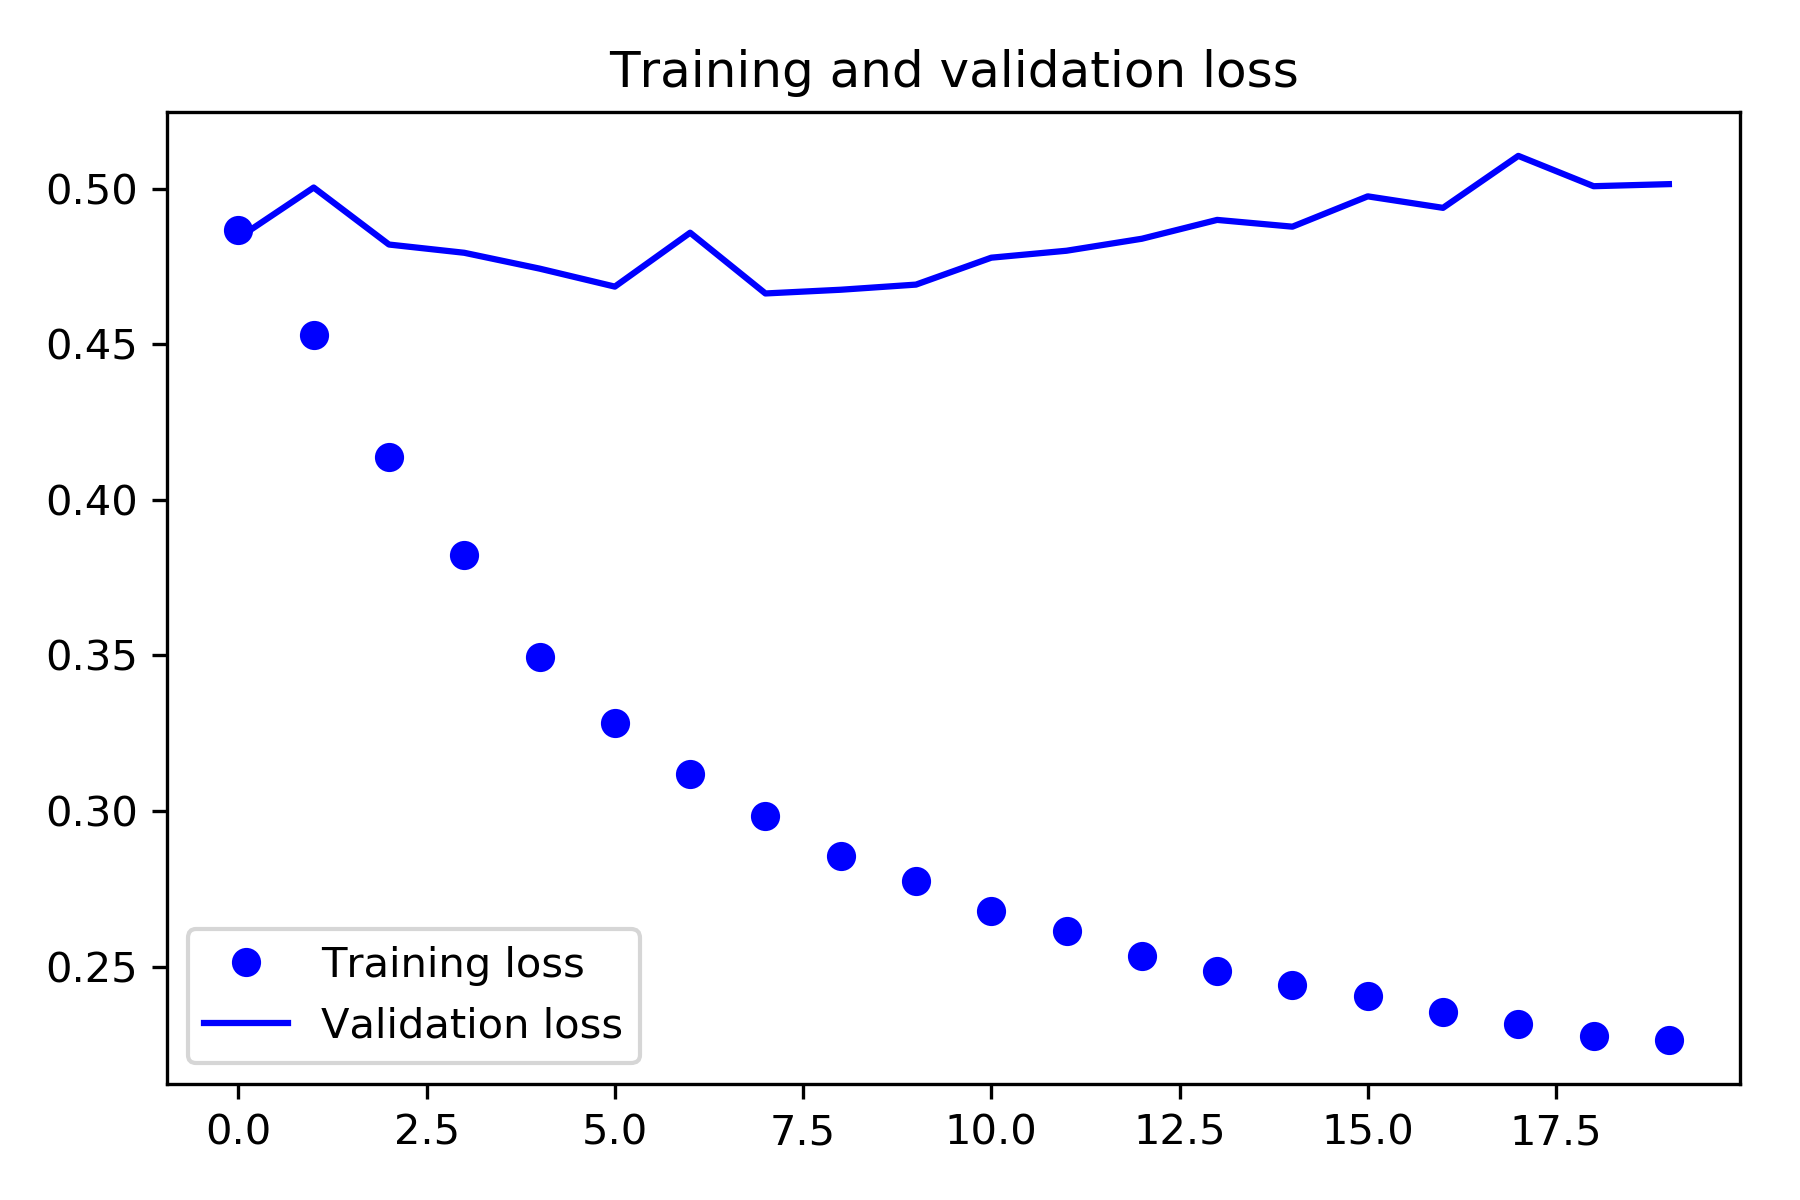 Training and validation loss
0.50
0.45
0.40
0.35
0.30
0.25
Training loss
Validation loss
0.0 2.5 5.0 7.5 10.0 12.5 15.0 17.5